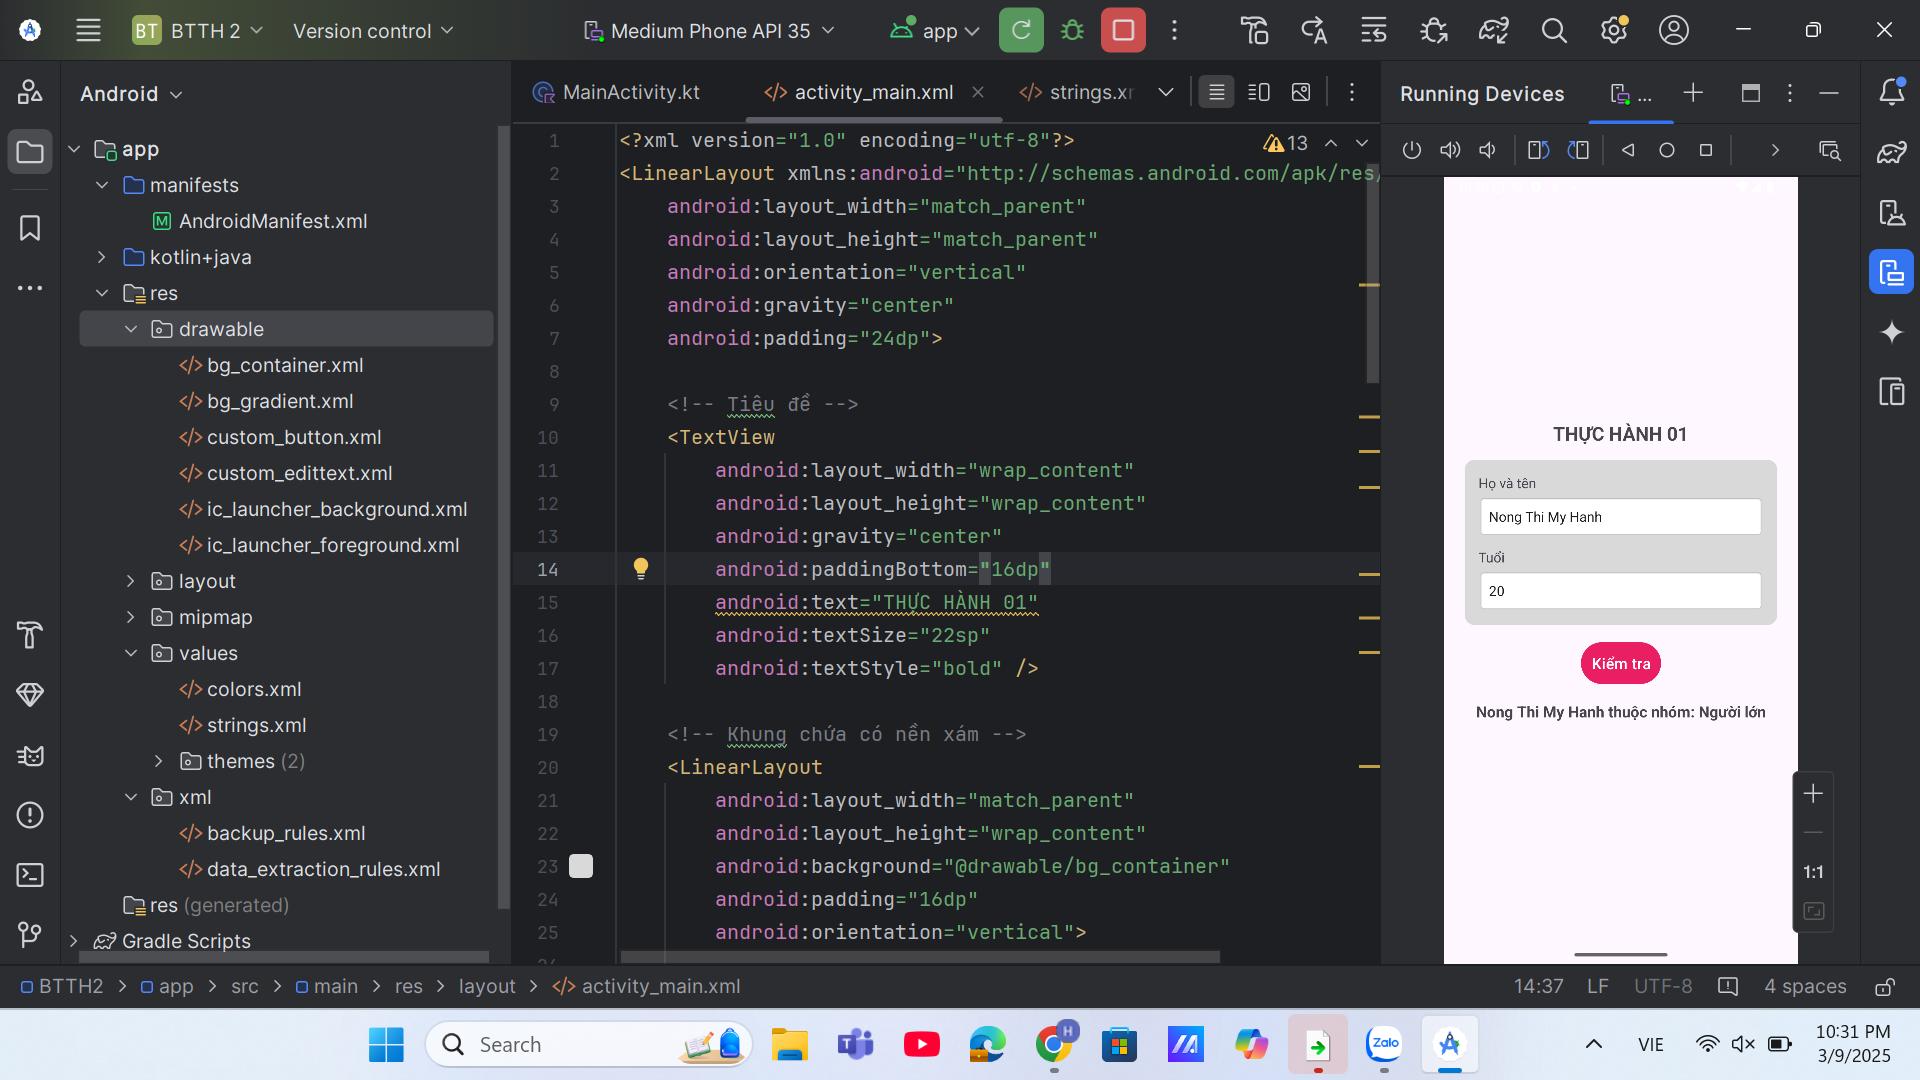 BT BTTH 2
Version control
Medium Phone API 35
app
Android
app
manifests
AndroidManifest.xml
kotlin+java
res
drawable
bg_container.xml
bg_gradient.xml
custom_button.xml
custom_edittext.xml
ic_launcher_background.xml
ic_launcher_foreground.xml
layout
mipmap
values
colors.xml
strings.xml
themes (2)
xml
backup_rules.xml
data_extraction_rules.xml
res (generated)
Gradle Scripts
MainActivity.kt
activity_main.xml
strings.xr
13
1 <?xml version="1.0" encoding="utf-8"?>
2 <LinearLayout xmlns:android="http://schemas.android.com/apk/res/
3 android:layout_width="match_parent"
4 android:layout_height="match_parent"
5 android:orientation="vertical"
6 android:gravity="center"
7 android:padding="24dp">
8
9 <!-- Tiêu đề -->
10 <TextView
11 android:layout_width="wrap_content"
12 android:layout_height="wrap_content"
13 android:gravity="center"
14 android:paddingBottom="16dp"
15 android:text="THỰC HÀNH 01"
16 android:textSize="22sp"
17 android:textStyle="bold" />
18
19 <!-- Khung chứa có nền xám -->
20 <LinearLayout
21 android:layout_width="match_parent"
22 android:layout_height="wrap_content"
23 android:background="@drawable/bg_container"
24 android:padding="16dp"
25 android:orientation="vertical">
Running Devices
...
THỰC HÀNH 01
Họ và tên
Nong Thi My Hanh
Tuổi
20
Kiểm tra
Nong Thi My Hanh thuộc nhóm: Người lớn
1:1
BTTH2 > app > src > main > res > layout > activity_main.xml
14:37 LF UTF-8 4 spaces
Search
H
Zalo
VIE
10:31 PM
3/9/2025